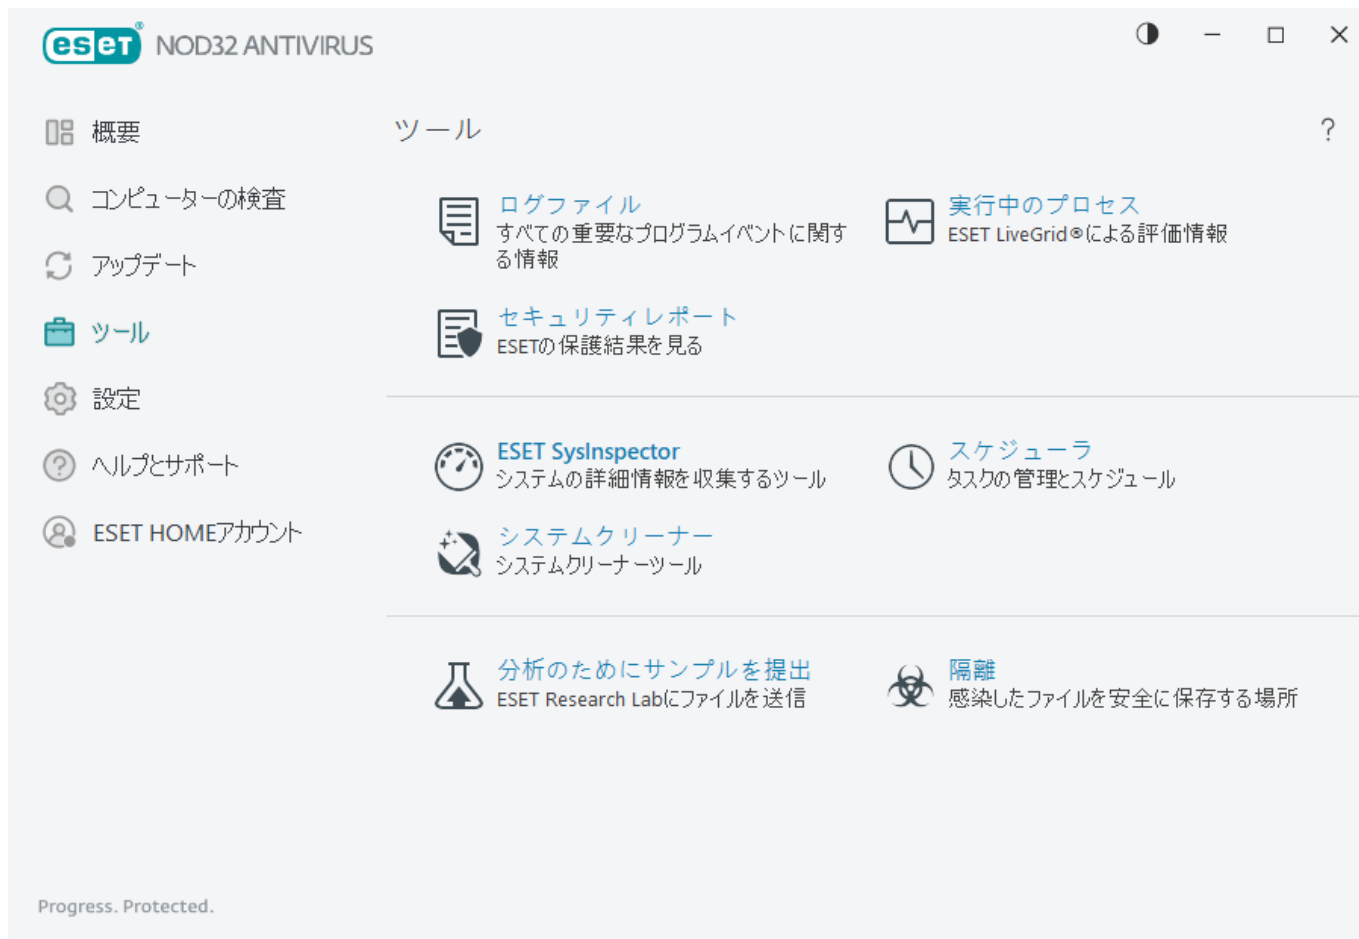 eset® NOD32 ANTIVIRUS
概要
コンピューターの検査
アップデート
ツール
設定
ヘルプとサポート
ESET HOMEアカウント
ツール
?
ログファイル
すべての重要なプログラムイベントに関す
る情報
実行中のプロセス
ESET LiveGrid®による評価情報
セキュリティレポート
ESETの保護結果を見る
ESET SysInspector
システムの詳細情報を収集するツール
スケジューラ
タスクの管理とスケジュール
システムクリーナー
システムクリーナーツール
分析のためにサンプルを提出
ESET Research Labにファイルを送信
隔離
感染したファイルを安全に保存する場所
Progress. Protected.